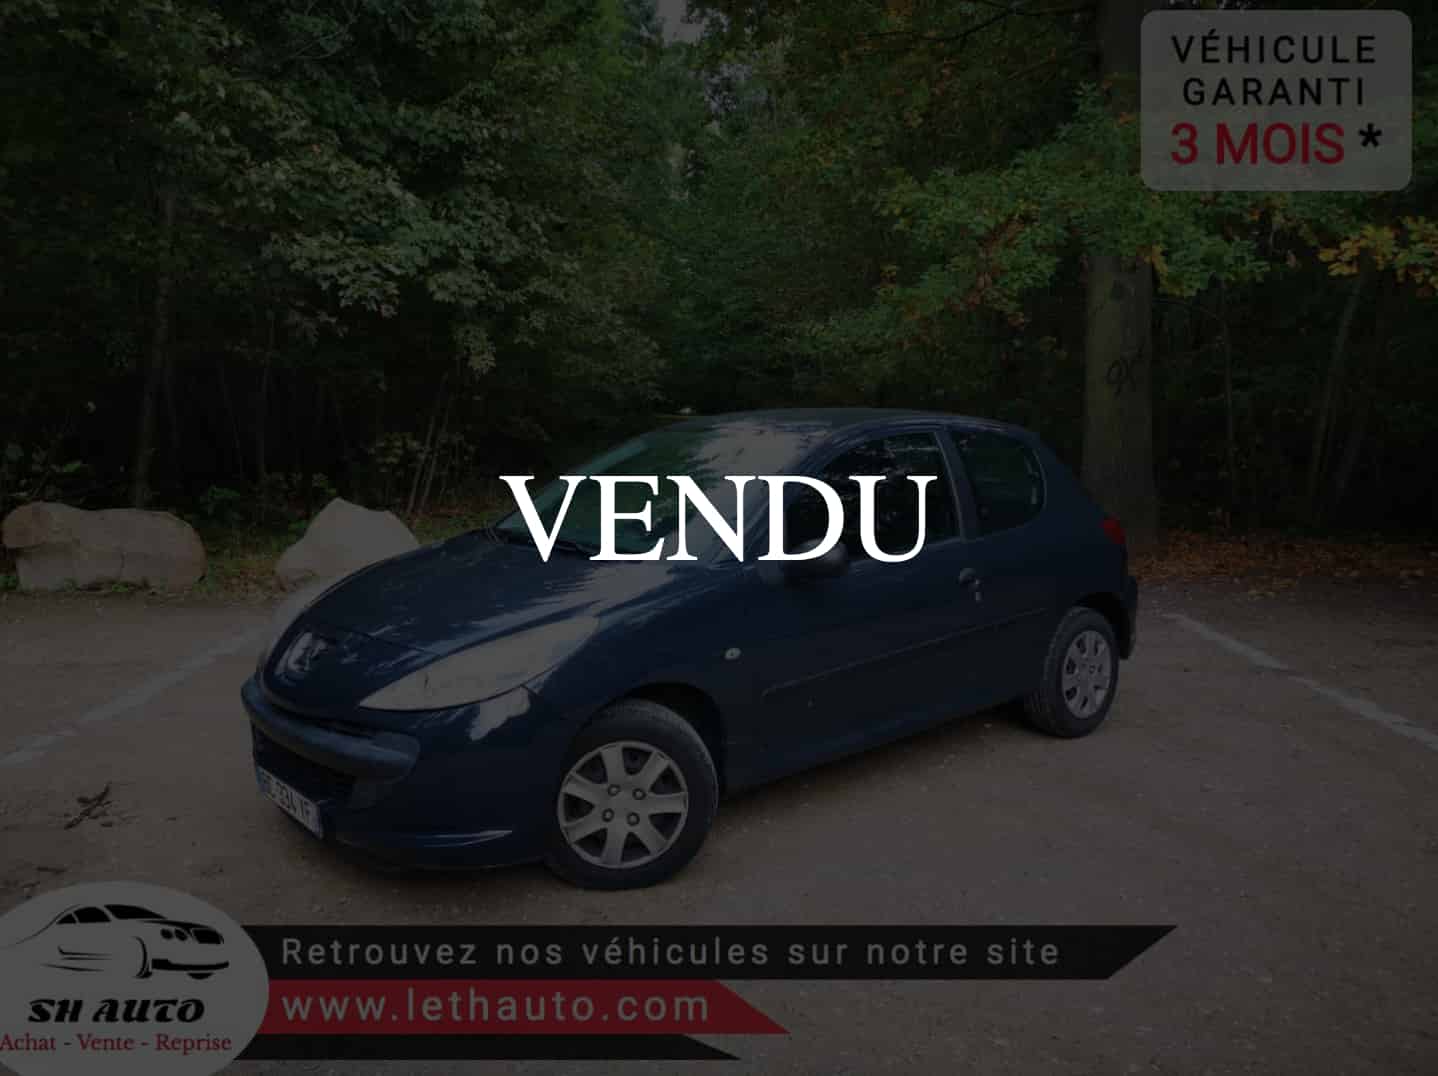 VÉHICULE
GARANTI
3 MOIS *
VENDU
Retrouvez nos véhicules sur notre site
www.lethauto.com
SH AUTO
Achat - Vente - Reprise